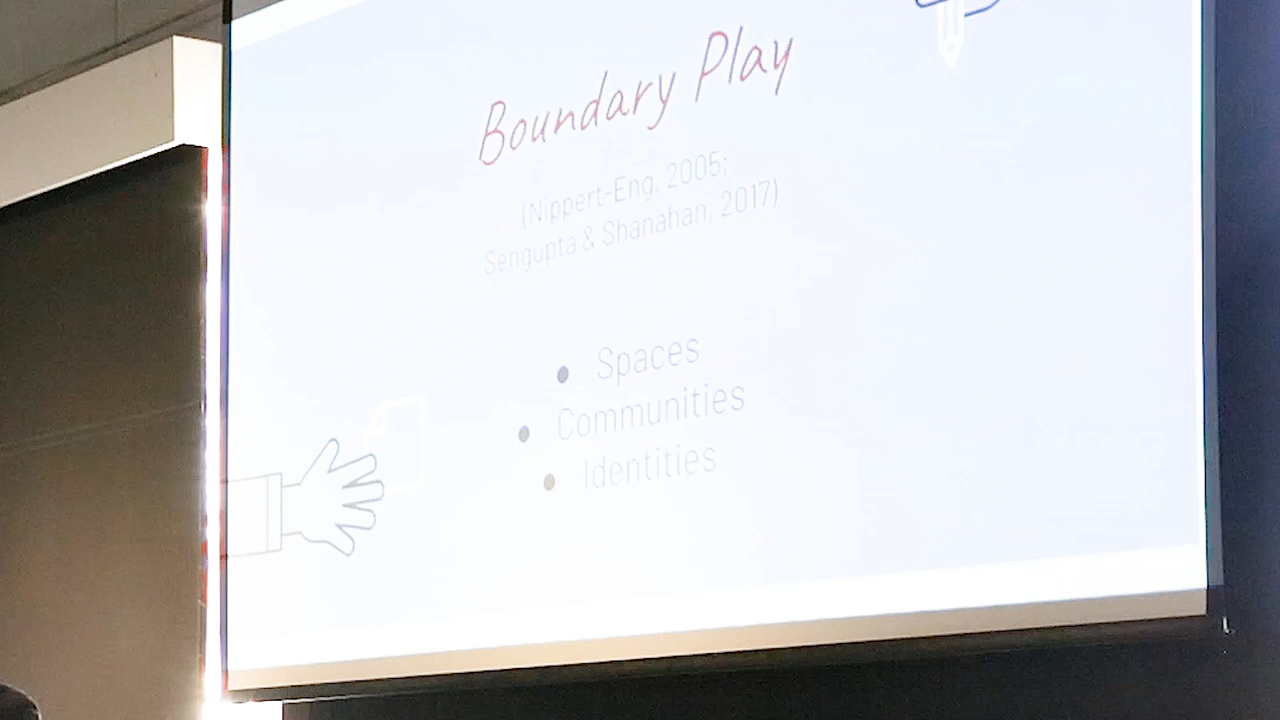 Boundary Play
(Nippert-Eng, 2005;
Sengupta & Shanahan, 2017)
• Spaces
• Communities
• Identities